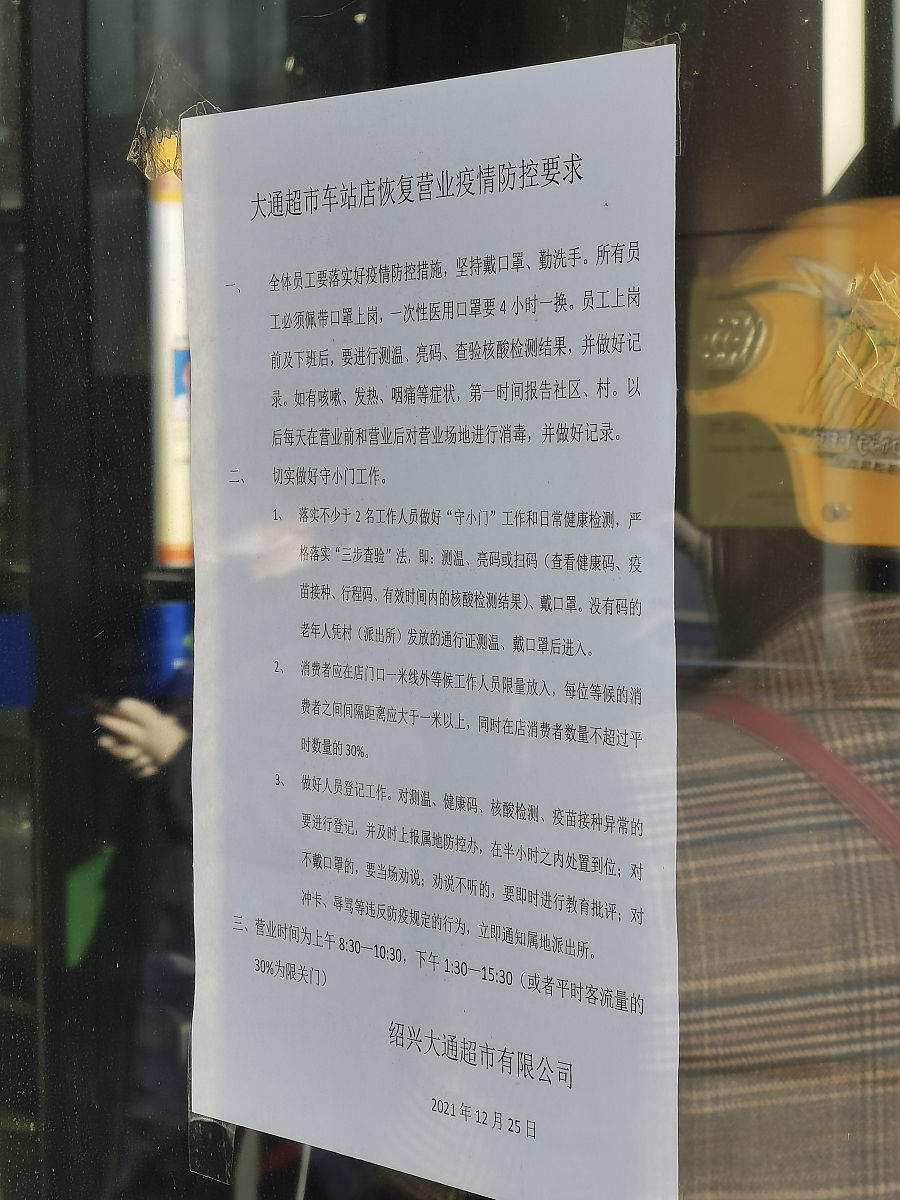 大通超市车站店恢复营业疫情防控要求
一、 全体员工要落实好疫情防控措施，坚持戴口罩、勤洗手。所有员
工必须佩带口罩上岗，一次性医用口罩要 4 小时一换。员工上岗
前及下班后，要进行测温、亮码、查验核酸检测结果，并做好记
录。如有咳嗽、发热、咽痛等症状，第一时间报告社区、村。以
后每天在营业前和营业后对营业场地进行消毒，并做好记录。
二、 切实做好守小门工作。
1、 落实不少于 2 名工作人员做好“守小门”工作和日常健康检测，严
格落实“三步查验”法，即：测温、亮码或扫码（查看健康码、疫
苗接种、行程码、有效时间内的核酸检测结果）、戴口罩。没有码的
老年人凭村（派出所）发放的通行证测温、戴口罩后进入。
2、 消费者应在店门口一米线外等候工作人员限量放入，每位等候的消
费者之间间隔距离应大于一米以上，同时在店消费者数量不超过平
时数量的 30%。
3、 做好人员登记工作。对测温、健康码、核酸检测、疫苗接种异常的
要进行登记，并及时上报属地防控办，在半小时之内处置到位；对
不戴口罩的，要当场劝说；劝说不听的，要即时进行教育批评；对
冲卡、辱骂等违反防疫规定的行为，立即通知属地派出所。
三、营业时间为上午 8:30—10:30，下午 1:30—15:30（或者平时客流量的
30%为限关门）
绍兴大通超市有限公司
2021 年 12 月 25 日